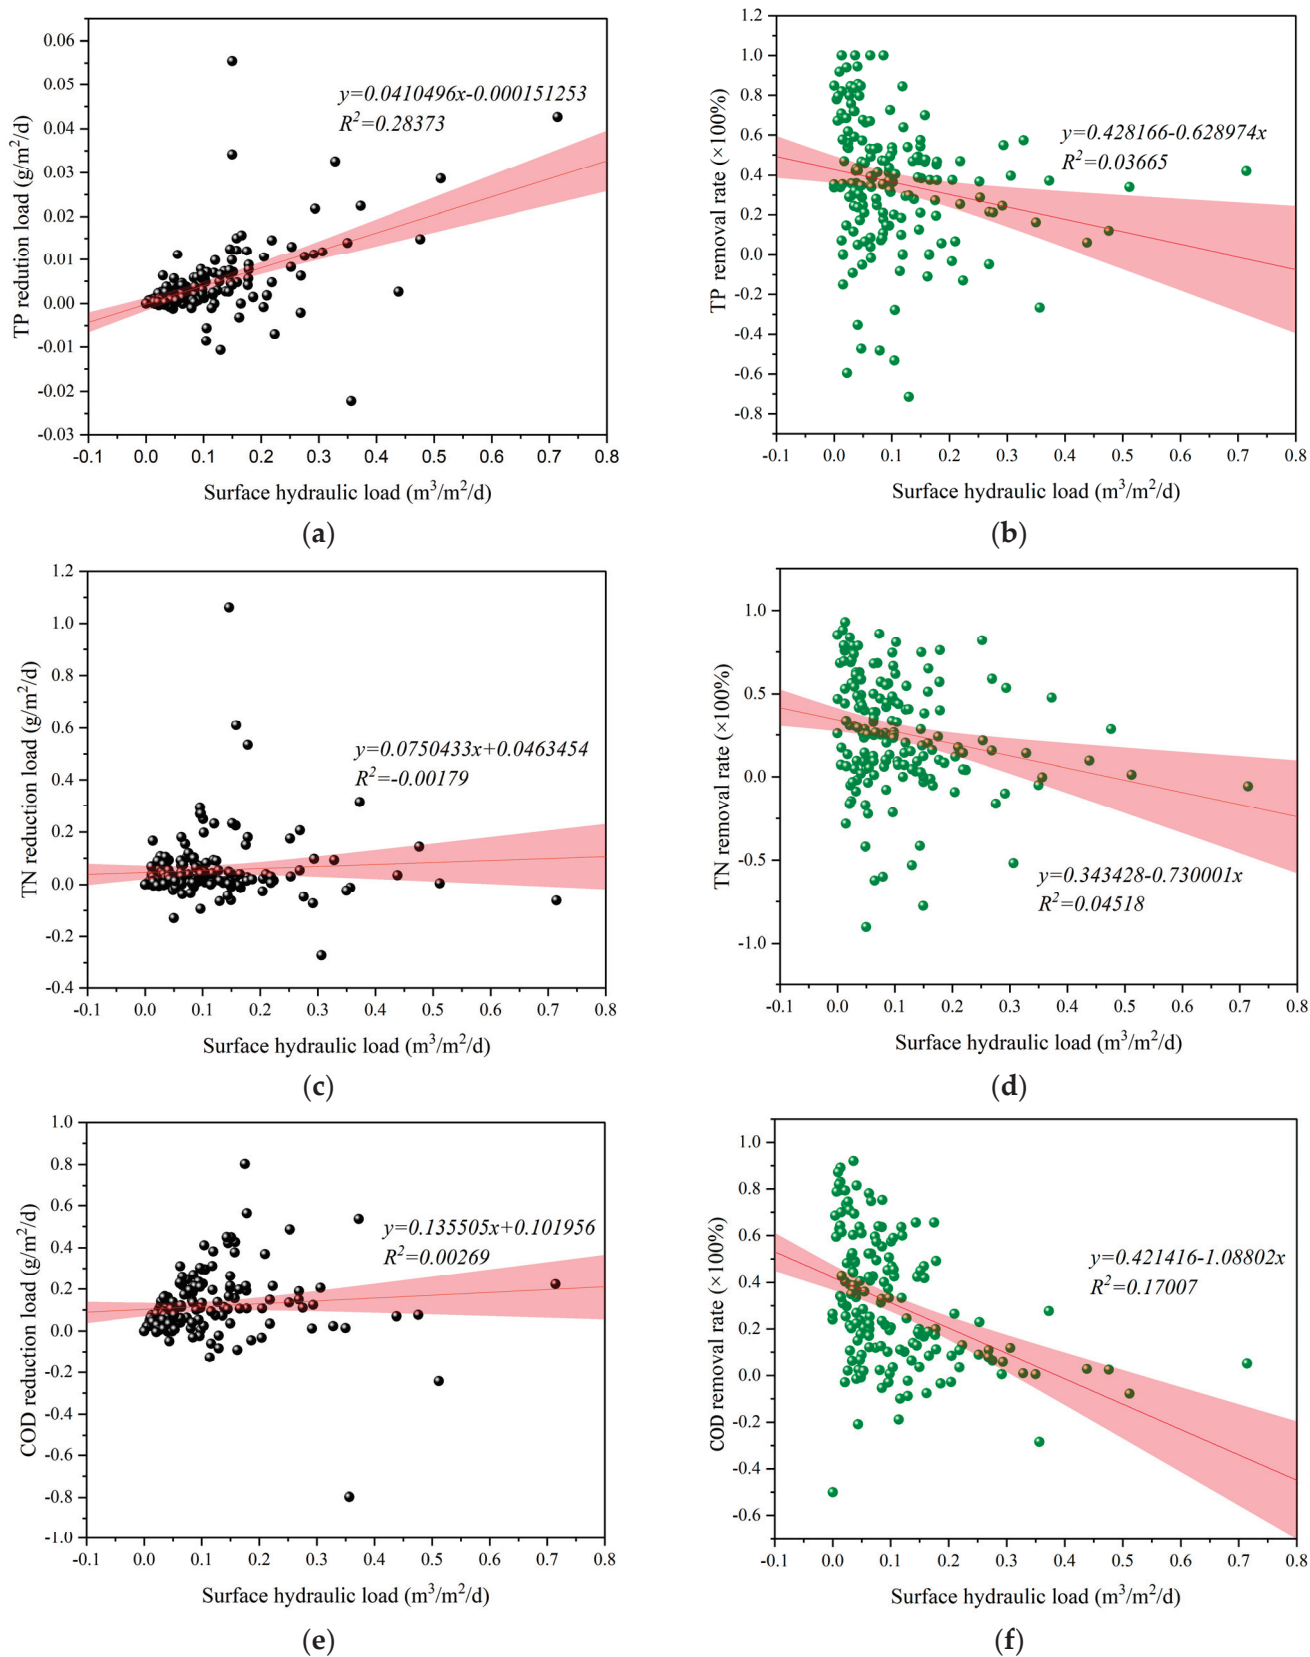 0.06
0.05
0.04
0.03
0.02
0.01
0.00
-0.01
-0.02
-0.03
TP redution load (g/m²/d)
y=0.0410496x-0.000151253
R²=0.28373
-0.1 0.0 0.1 0.2 0.3 0.4 0.5 0.6 0.7 0.8
Surface hydraulic load (m³/m²/d)
(a)
1.2
1.0
0.8
0.6
0.4
0.2
0.0
-0.2
-0.4
-0.6
-0.8
TP removal rate (×100%)
y=0.428166-0.628974x
R²=0.03665
-0.1 0.0 0.1 0.2 0.3 0.4 0.5 0.6 0.7 0.8
Surface hydraulic load (m³/m²/d)
(b)
1.2
1.0
0.8
0.6
0.4
0.2
0.0
-0.2
-0.4
TN reduction load (g/m²/d)
y=0.0750433x+0.0463454
R²=-0.00179
-0.1 0.0 0.1 0.2 0.3 0.4 0.5 0.6 0.7 0.8
Surface hydraulic load (m³/m²/d)
(c)
1.0
0.5
0.0
-0.5
-1.0
TN removal rate (×100%)
y=0.343428-0.730001x
R²=0.04518
-0.1 0.0 0.1 0.2 0.3 0.4 0.5 0.6 0.7 0.8
Surface hydraulic load (m³/m²/d)
(d)
1.0
0.8
0.6
0.4
0.2
0.0
-0.2
-0.4
-0.6
-0.8
-1.0
COD reduction load (g/m²/d)
y=0.135505x+0.101956
R²=0.00269
-0.1 0.0 0.1 0.2 0.3 0.4 0.5 0.6 0.7 0.8
Surface hydraulic load (m³/m²/d)
(e)
1.0
0.8
0.6
0.4
0.2
0.0
-0.2
-0.4
-0.6
COD removal rate (×100%)
y=0.421416-1.08802x
R²=0.17007
-0.1 0.0 0.1 0.2 0.3 0.4 0.5 0.6 0.7 0.8
Surface hydraulic load (m³/m²/d)
(f)